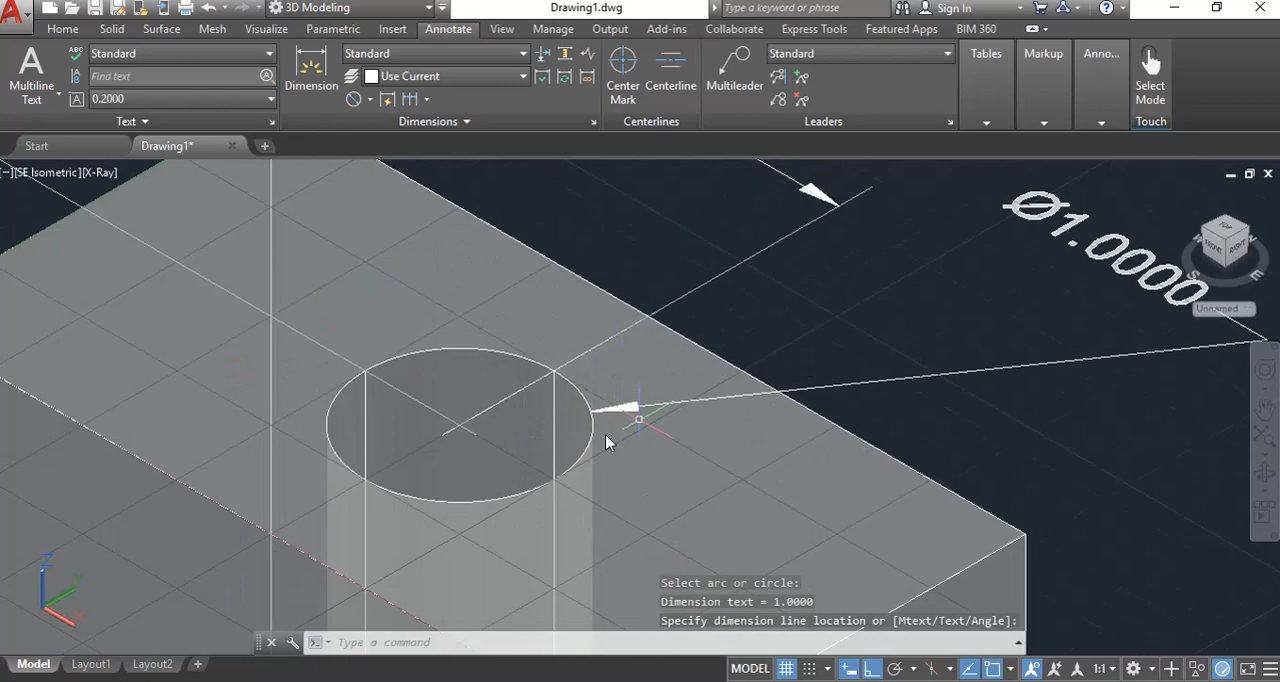 A
3D Modeling
Drawing1.dwg
Type a keyword or phrase
Sign In
Home Solid Surface Mesh Visualize Parametric Insert Annotate View Manage Output Add-ins Collaborate Express Tools Featured Apps BIM 360
A
Multiline
Text
ABC
Standard
Find text
0.2000
Text
Dimension
Standard
Use Current
Dimensions
Center
Mark
Centerline
Centerlines
Multileader
Standard
Leaders
Tables
Markup
Anno...
Select
Mode
Touch
Start
Drawing1*
[−][SE Isometric][X-Ray]
Ø1.0000
TOP
FRONT
RIGHT
W
N
S
E
Unnamed
Z
Y
X
Select arc or circle:
Dimension text = 1.0000
Specify dimension line location or [Mtext/Text/Angle]:
Type a command
Model Layout1 Layout2
MODEL
1:1